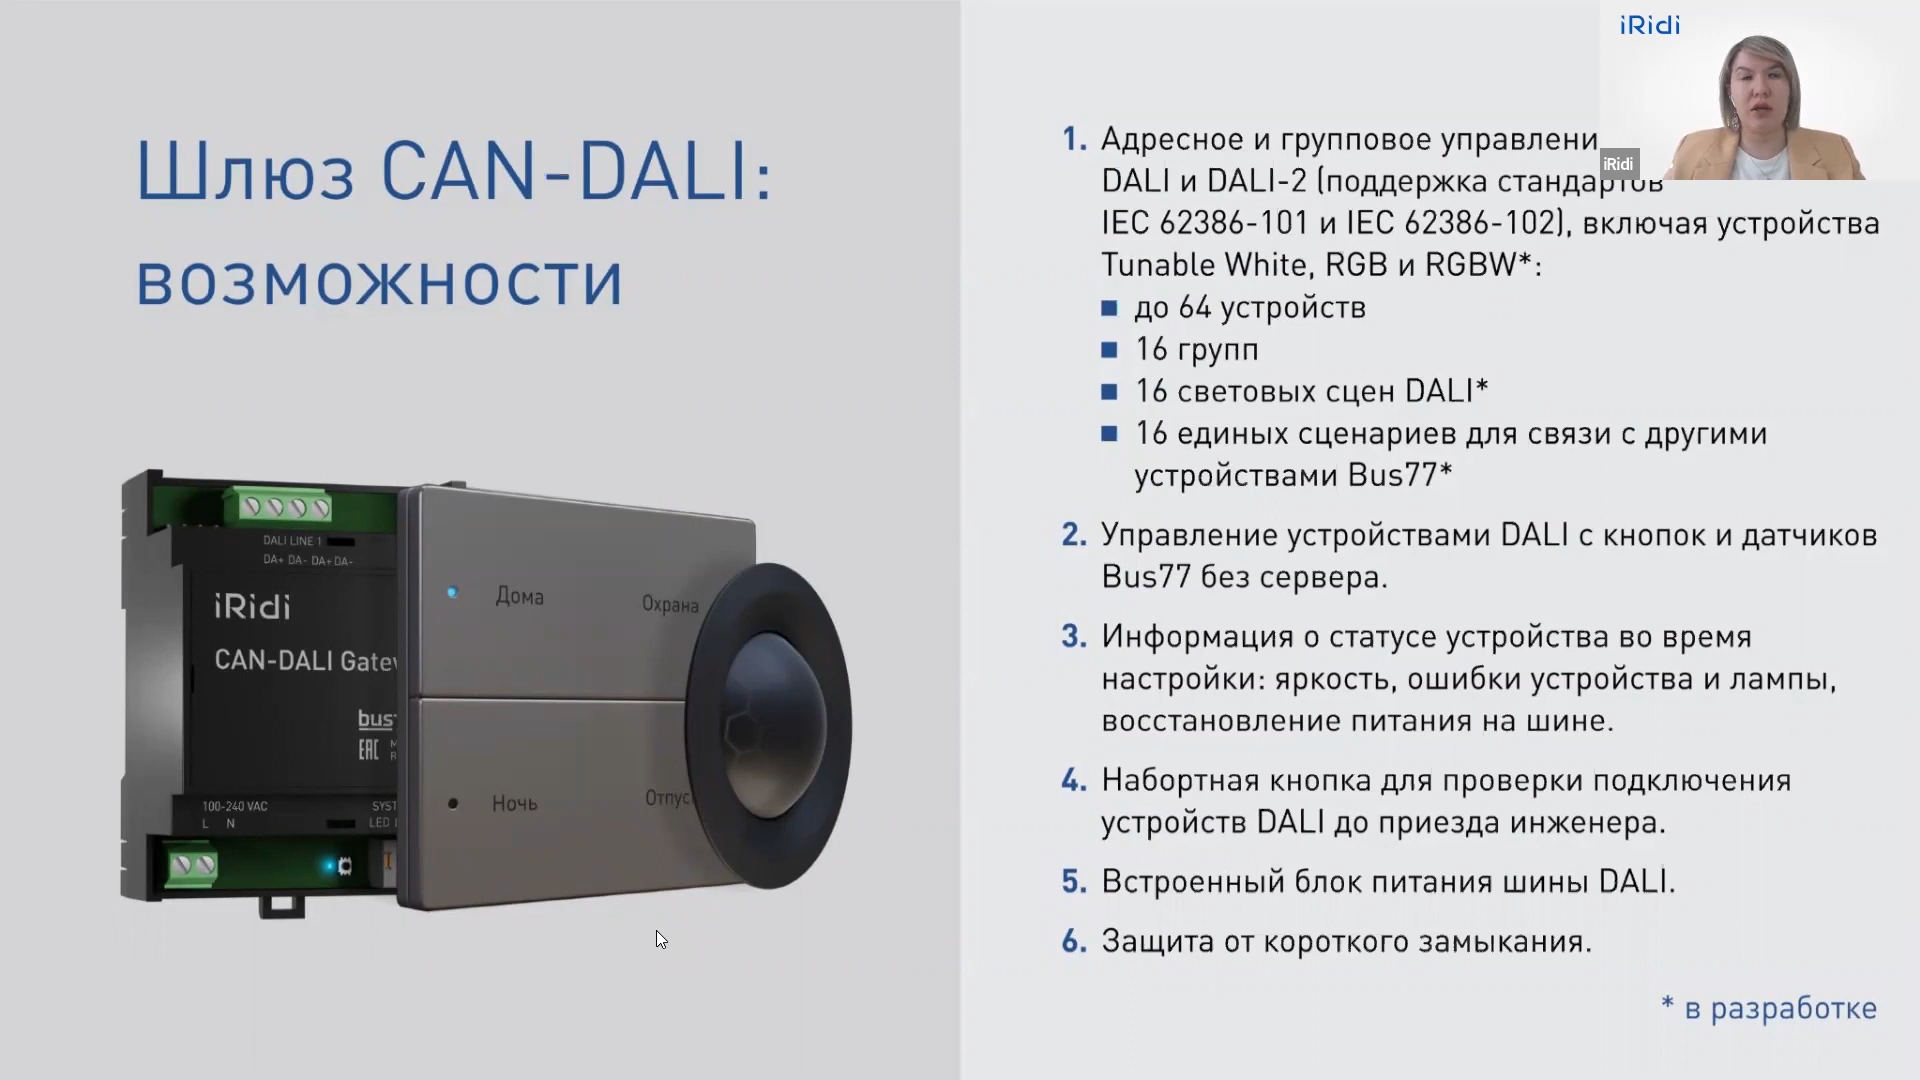 iRidi
iRidi
Шлюз CAN-DALI:
возможности
1. Адресное и групповое управлени
DALI и DALI-2 (поддержка стандартов
IEC 62386-101 и IEC 62386-102), включая устройства
Tunable White, RGB и RGBW*:
до 64 устройств
16 групп
16 световых сцен DALI*
16 единых сценариев для связи с другими
устройствами Bus77*
2. Управление устройствами DALI с кнопок и датчиков
Bus77 без сервера.
3. Информация о статусе устройства во время
настройки: яркость, ошибки устройства и лампы,
восстановление питания на шине.
4. Набортная кнопка для проверки подключения
устройств DALI до приезда инженера.
5. Встроенный блок питания шины DALI.
6. Защита от короткого замыкания.
* в разработке
DALI LINE 1
DA+ DA- DA+ DA-
iRidi
CAN-DALI Gate
bus
EAC
100-240 VAC
L N
SYST
LED
Дома
Охрана
Ночь
Отпус